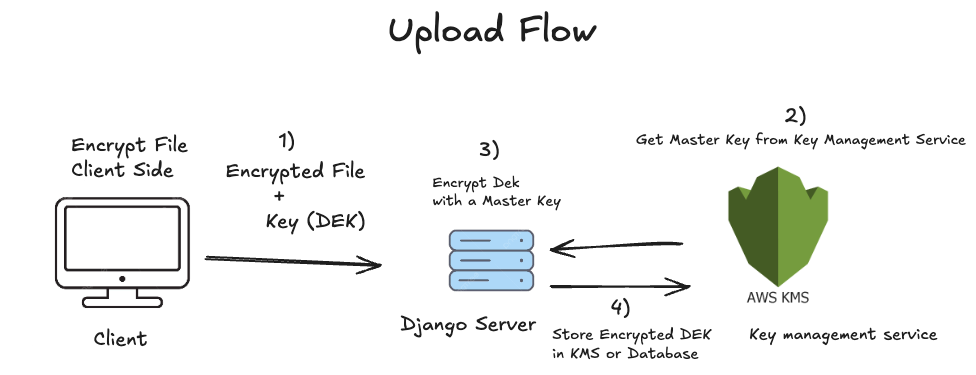 Upload Flow
Encrypt File
Client Side
Client
1)
Encrypted File
+
Key (DEK)
3)
Encrypt Dek
with a Master Key
Django Server
2)
Get Master Key from Key Management Service
AWS KMS
Key management service
4)
Store Encrypted DEK
in KMS or Database